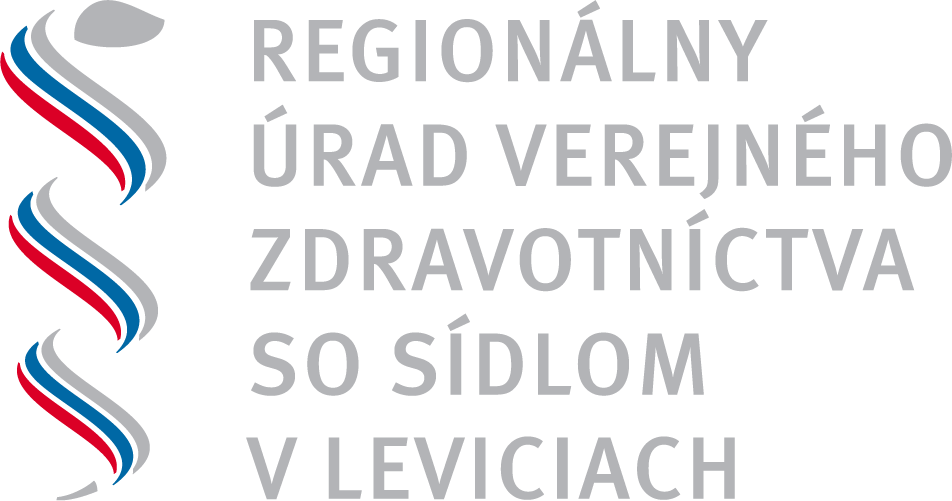 REGIONÁLNY
ÚRAD VEREJNÉHO
ZDRAVOTNÍCTVA
SO SÍDLOM
V LEVICIACH